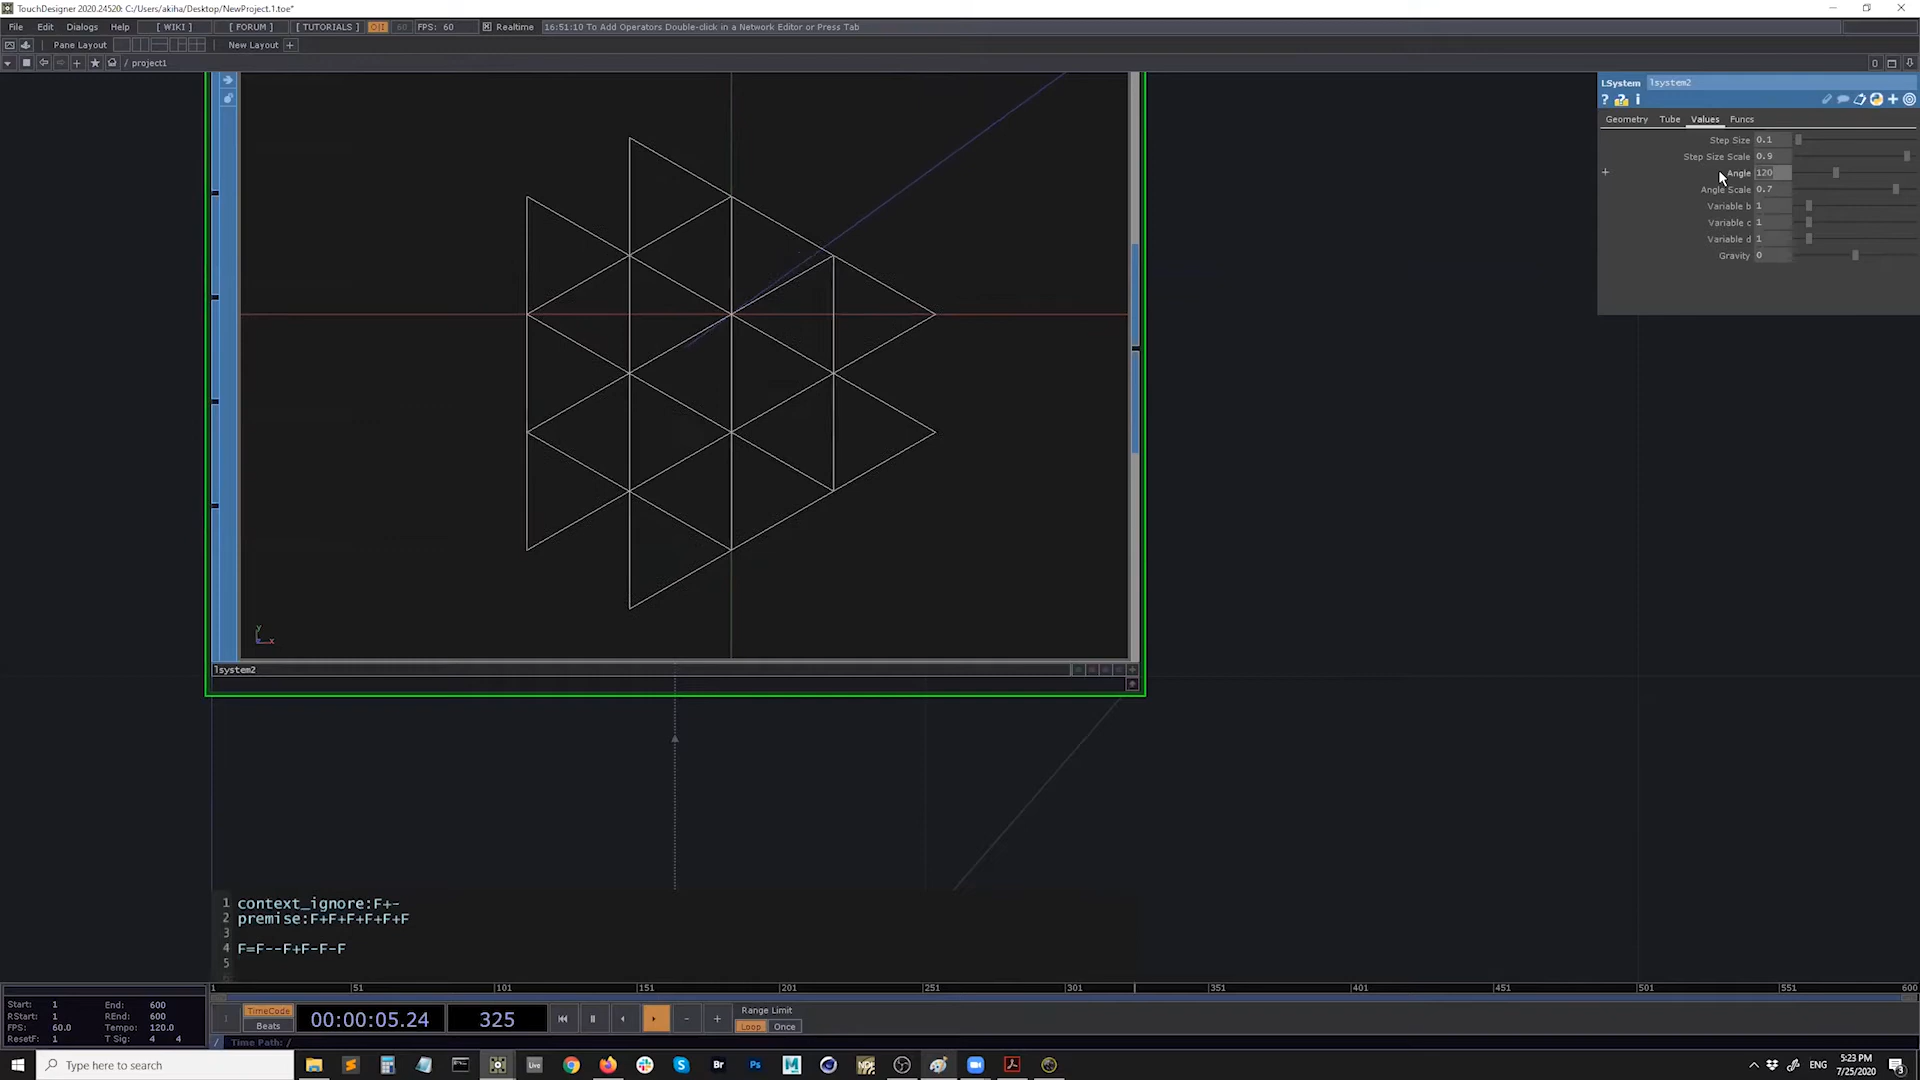 TouchDesigner 2020.24520: C:/Users/akiha/Desktop/NewProject.1.toe*
File Edit Dialogs Help [ WIKI ] [ FORUM ] [ TUTORIALS ] O|I 60 FPS: 60 Realtime 16:51:10 To Add Operators Double-click in a Network Editor or Press Tab
Pane Layout New Layout +
/ project1 0
LSystem lsystem2
? ? i
Geometry Tube Values Funcs
Step Size 0.1
Step Size Scale 0.9
+ Angle 120
Angle Scale 0.7
Variable b 1
Variable c 1
Variable d 1
Gravity 0
y
x
lsystem2
1 context_ignore:F+-
2 premise:F+F+F+F+F+F
3
4 F=F--F+F-F-F
5
1 51 101 151 201 251 301 351 401 451 501 551 600
Start: 1 End: 600
RStart: 1 REnd: 600
FPS: 60.0 Tempo: 120.0
ResetF: 1 T Sig: 4 4
TimeCode
Beats
00:00:05.24 325
- +
Range Limit
Loop Once
/ Time Path: /
Type here to search
Live
Br
Ps
ENG
5:23 PM
7/25/2020
3